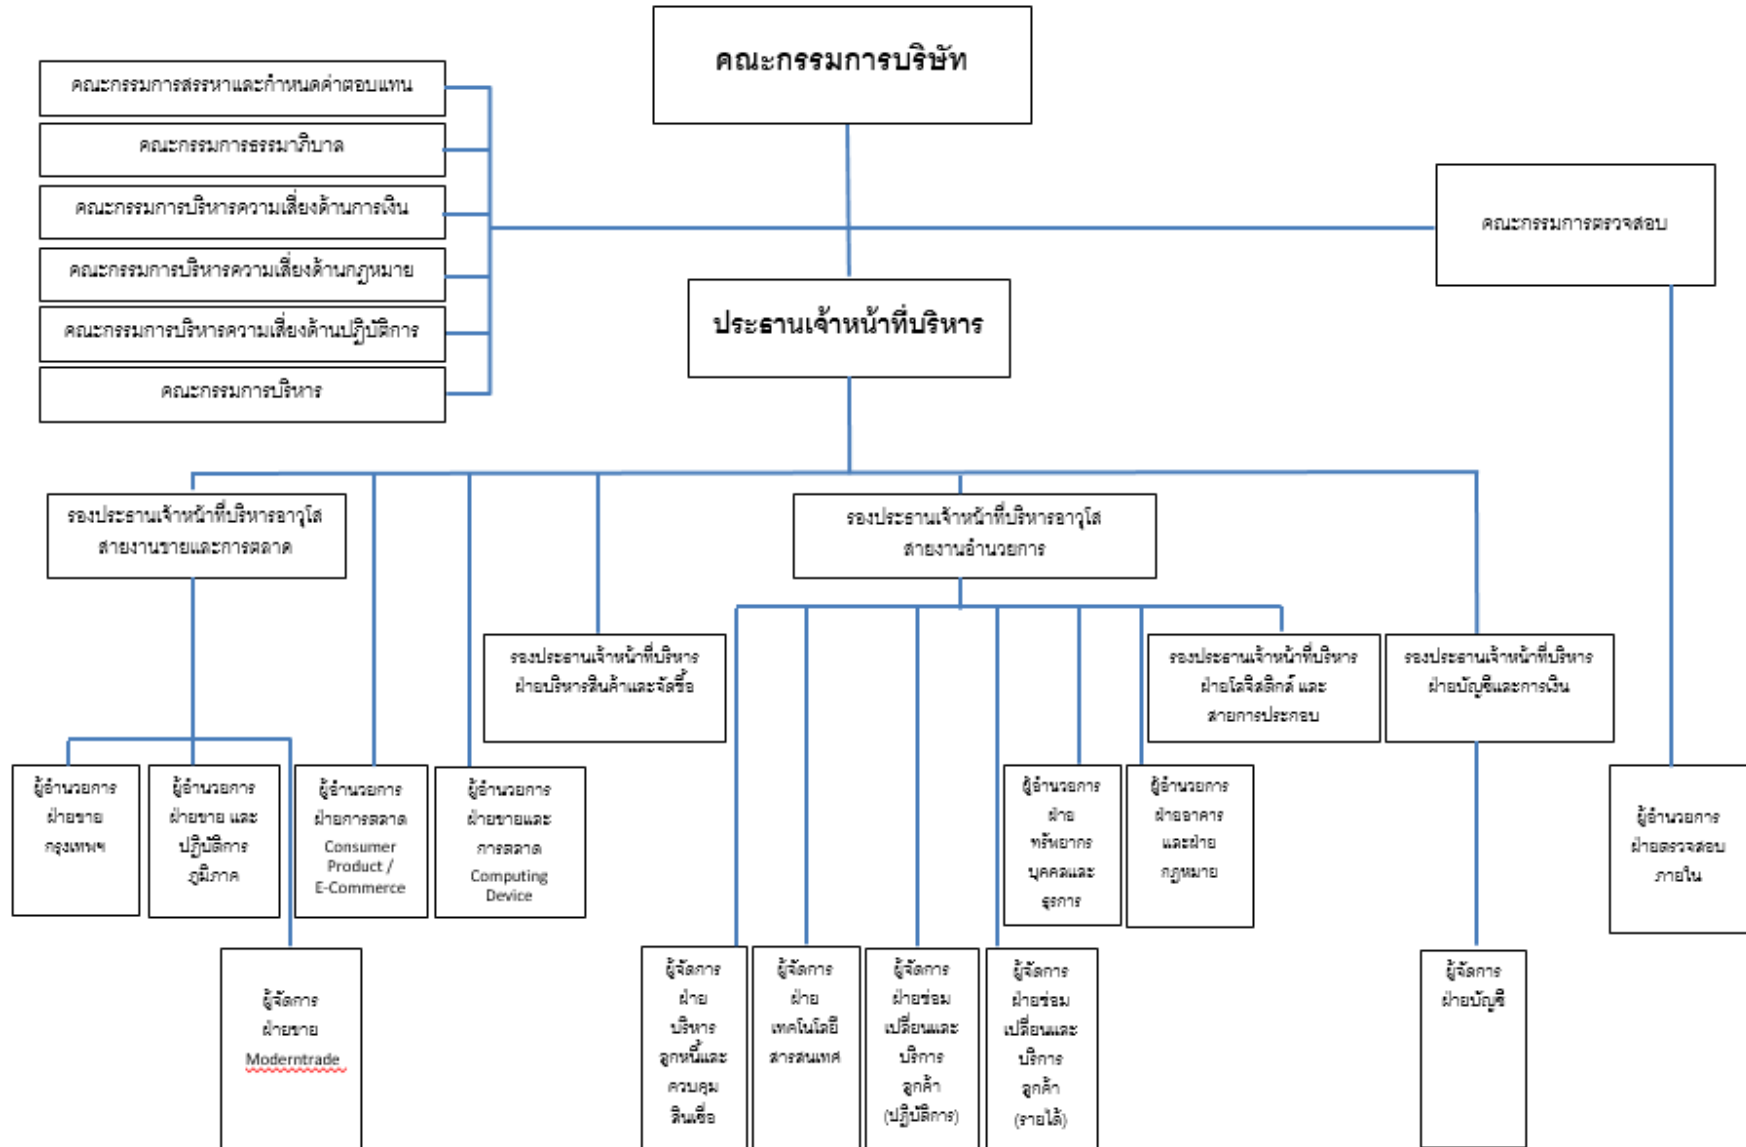 คณะกรรมการบริษัท
คณะกรรมการสรรหาและกำหนดค่าตอบแทน
คณะกรรมการธรรมาภิบาล
คณะกรรมการบริหารความเสี่ยงด้านการเงิน
คณะกรรมการบริหารความเสี่ยงด้านกฎหมาย
คณะกรรมการบริหารความเสี่ยงด้านปฏิบัติการ
คณะกรรมการบริหาร
คณะกรรมการตรวจสอบ
ประธานเจ้าหน้าที่บริหาร
รองประธานเจ้าหน้าที่บริหารอาวุโส
สายงานขายและการตลาด
รองประธานเจ้าหน้าที่บริหารอาวุโส
สายงานอำนวยการ
รองประธานเจ้าหน้าที่บริหาร
ฝ่ายบริหารสินค้าและจัดซื้อ
รองประธานเจ้าหน้าที่บริหาร
ฝ่ายโลจิสติกส์ และ
สายการประกอบ
รองประธานเจ้าหน้าที่บริหาร
ฝ่ายบัญชีและการเงิน
ผู้อำนวยการ
ฝ่ายขาย
กรุงเทพฯ
ผู้อำนวยการ
ฝ่ายขาย และ
ปฏิบัติการ
ภูมิภาค
ผู้อำนวยการ
ฝ่ายการตลาด
Consumer
Product /
E-Commerce
ผู้อำนวยการ
ฝ่ายขายและ
การตลาด
Computing
Device
ผู้อำนวยการ
ฝ่าย
ทรัพยากร
บุคคลและ
ธุรการ
ผู้อำนวยการ
ฝ่ายอาคาร
และฝ่าย
กฎหมาย
ผู้อำนวยการ
ฝ่ายตรวจสอบ
ภายใน
ผู้จัดการ
ฝ่ายขาย
Moderntrade
ผู้จัดการ
ฝ่าย
บริหาร
ลูกหนี้และ
ควบคุม
สินเชื่อ
ผู้จัดการ
ฝ่าย
เทคโนโลยี
สารสนเทศ
ผู้จัดการ
ฝ่ายซ่อม
เปลี่ยนและ
บริการ
ลูกค้า
(ปฏิบัติการ)
ผู้จัดการ
ฝ่ายซ่อม
เปลี่ยนและ
บริการ
ลูกค้า
(รายได้)
ผู้จัดการ
ฝ่ายบัญชี